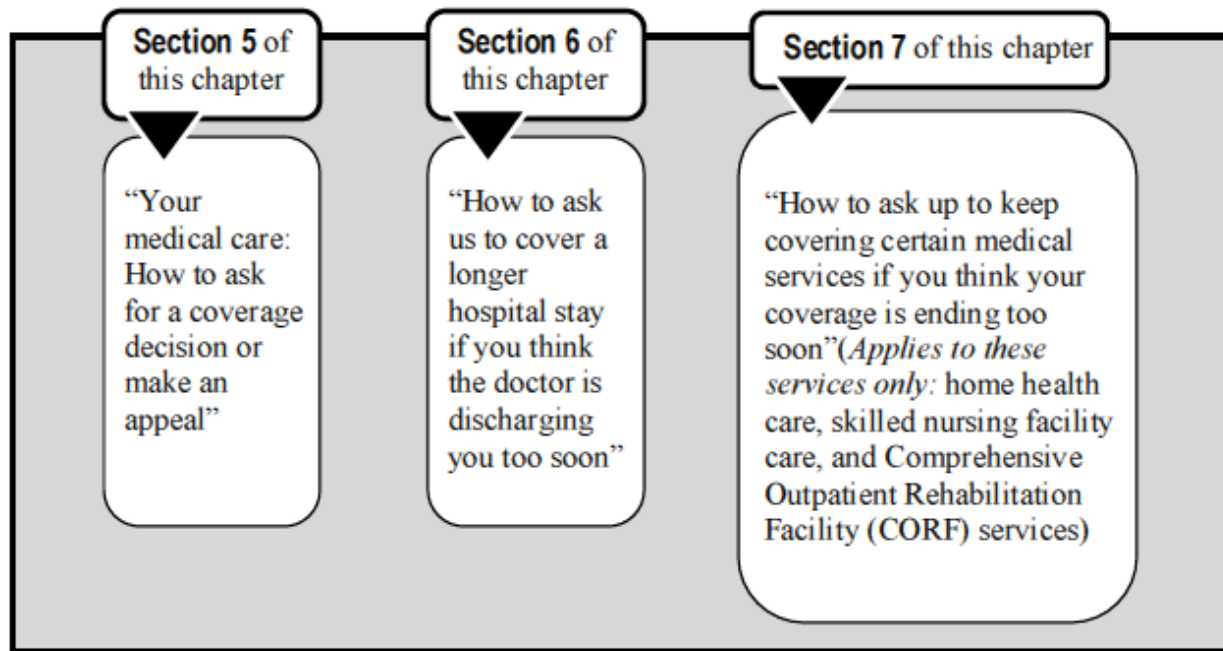 Section 5 of
this chapter
“Your
medical care:
How to ask
for a coverage
decision or
make an
appeal”
Section 6 of
this chapter
“How to ask
us to cover a
longer
hospital stay
if you think
the doctor is
discharging
you too soon”
Section 7 of this chapter
“How to ask up to keep
covering certain medical
services if you think your
coverage is ending too
soon”(Applies to these
services only: home health
care, skilled nursing facility
care, and Comprehensive
Outpatient Rehabilitation
Facility (CORF) services)